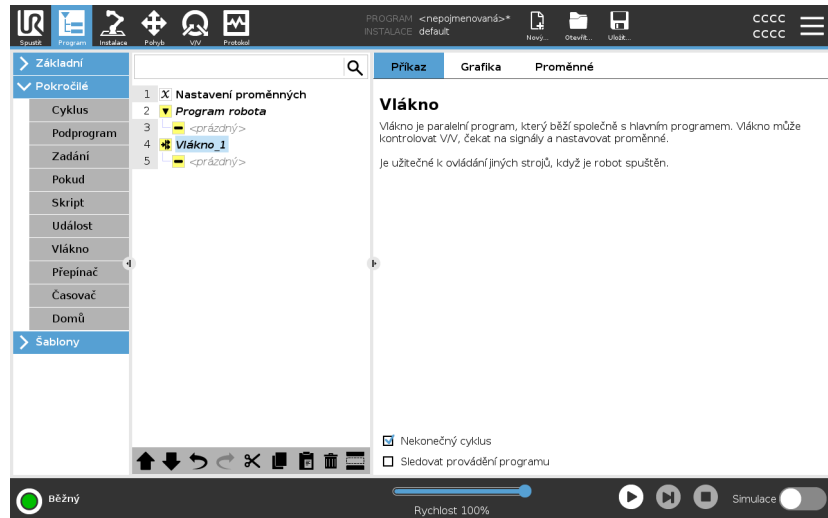 PROGRAM <nepojmenovaná>*
INSTALACE default
CCCC
CCCC
Spustit Program Instalace Pohyb V/V Protokol Nový... Otevřít... Uložit...
Základní
Pokročilé
Cyklus
Podprogram
Zadání
Pokud
Skript
Událost
Vlákno
Přepínač
Časovač
Domů
Šablony
1 X Nastavení proměnných
2 Program robota
3 <prázdný>
4 Vlákno_1
5 <prázdný>
Příkaz Grafika Proměnné
Vlákno
Vlákno je paralelní program, který běží společně s hlavním programem. Vlákno může
kontrolovat V/V, čekat na signály a nastavovat proměnné.
Je užitečné k ovládání jiných strojů, když je robot spuštěn.
Nekonečný cyklus
Sledovat provádění programu
Běžný
Rychlost 100%
Simulace